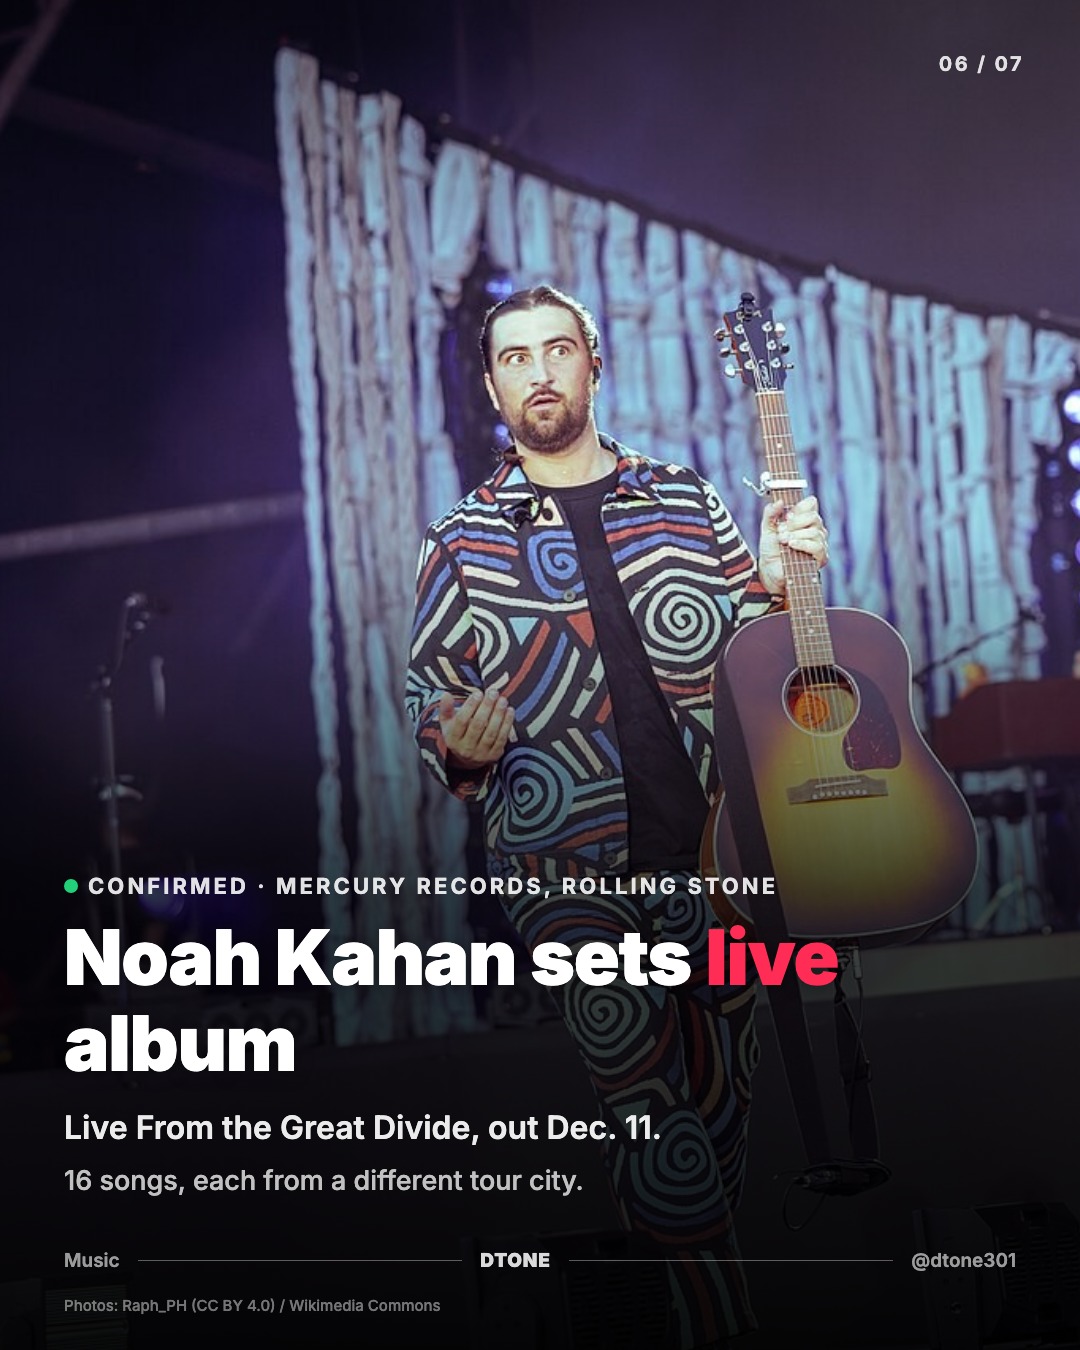 06 / 07
CONFIRMED · MERCURY RECORDS, ROLLING STONE
Noah Kahan sets live
album
Live From the Great Divide, out Dec. 11.
16 songs, each from a different tour city.
Music DTONE @dtone301
Photos: Raph_PH (CC BY 4.0) / Wikimedia Commons